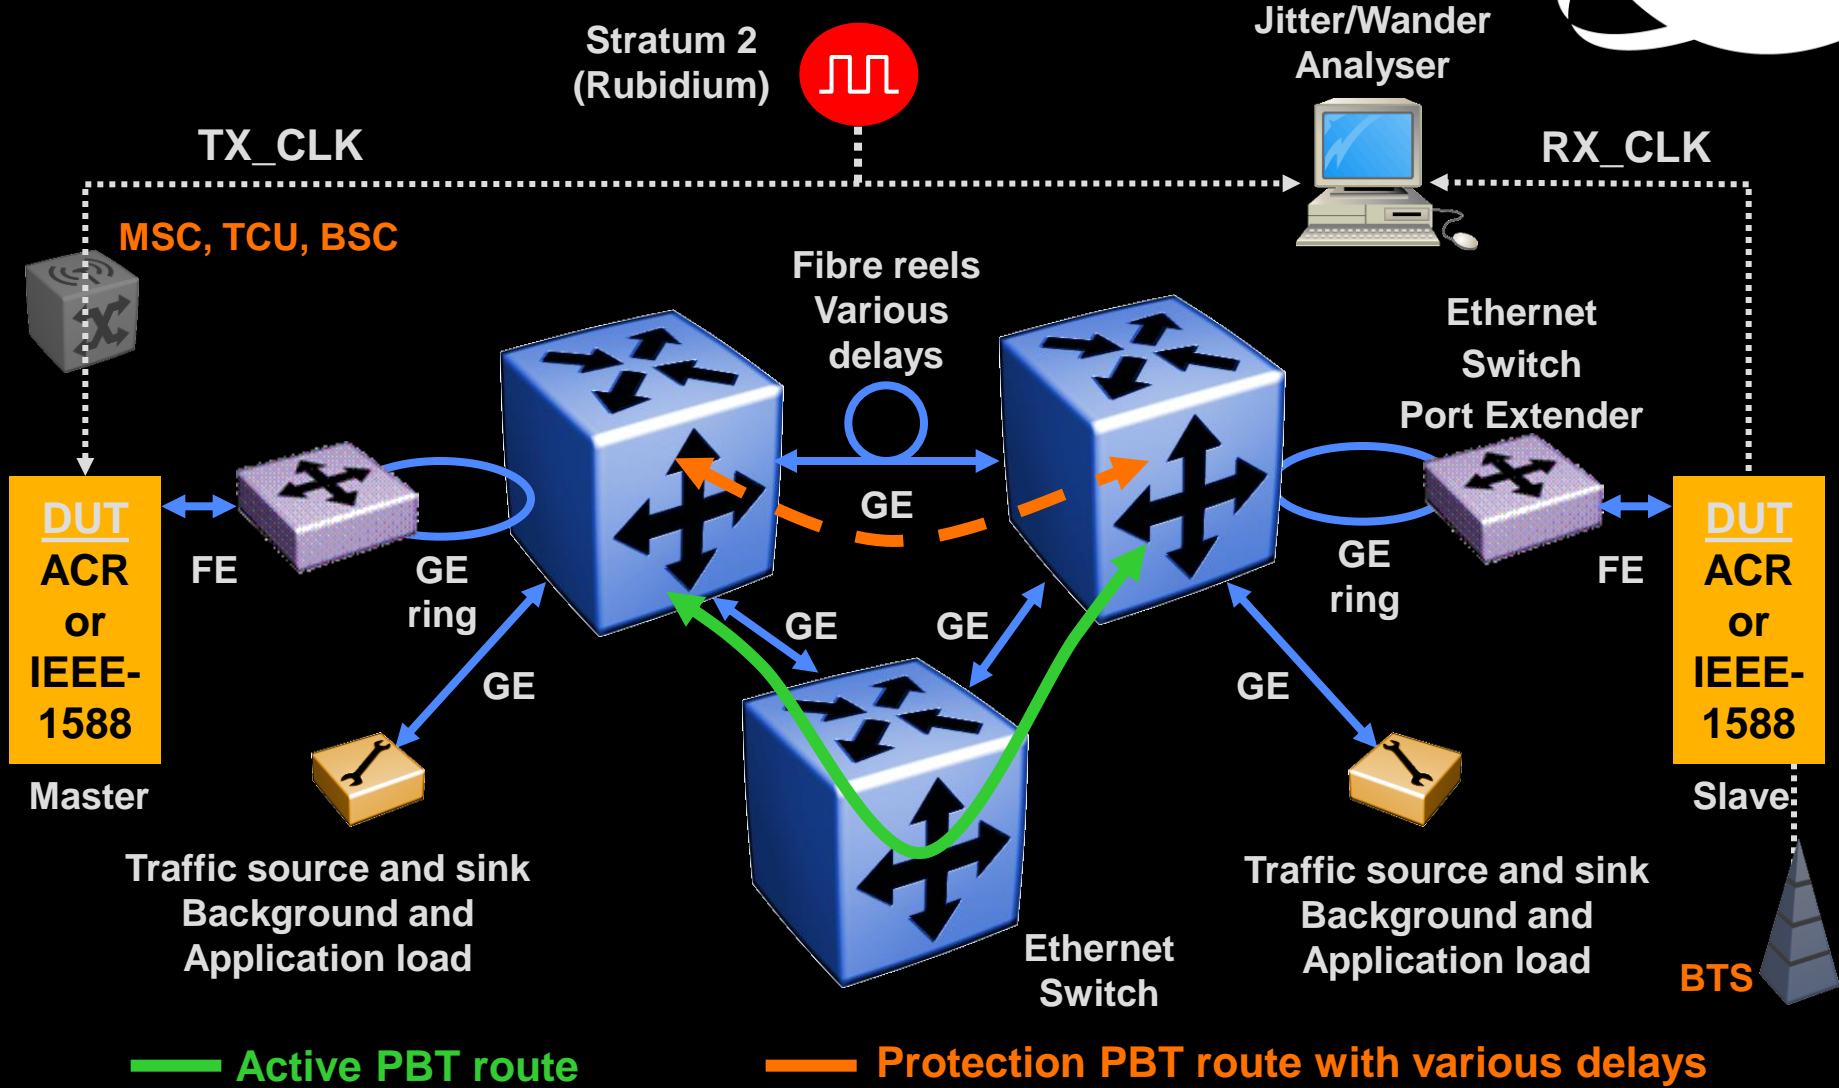 Jitter/Wander
Analyser
Stratum 2
(Rubidium)
TX_CLK
RX_CLK
MSC, TCU, BSC
Fibre reels
Various
delays
Ethernet
Switch
Port Extender
DUT
ACR
or
IEEE-
1588
Master
FE
GE
ring
GE
GE
GE
GE
GE
GE
ring
FE
DUT
ACR
or
IEEE-
1588
Slave
Traffic source and sink
Background and
Application load
Ethernet
Switch
Traffic source and sink
Background and
Application load
BTS
Active PBT route
Protection PBT route with various delays